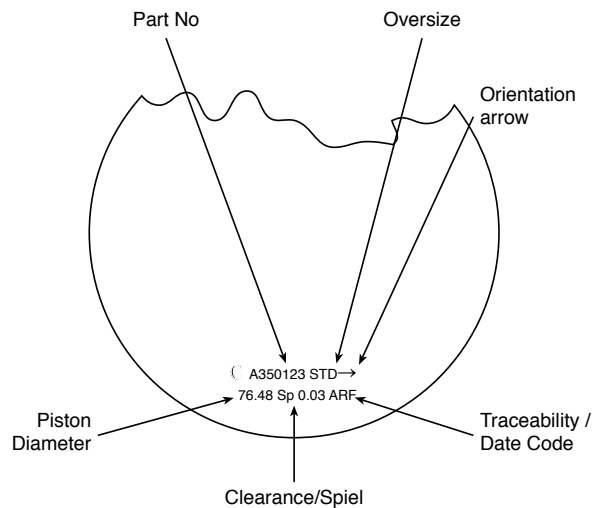 Part No
Oversize
Orientation
arrow
A350123 STD→
76.48 Sp 0.03 ARF
Piston
Diameter
Traceability /
Date Code
Clearance/Spiel